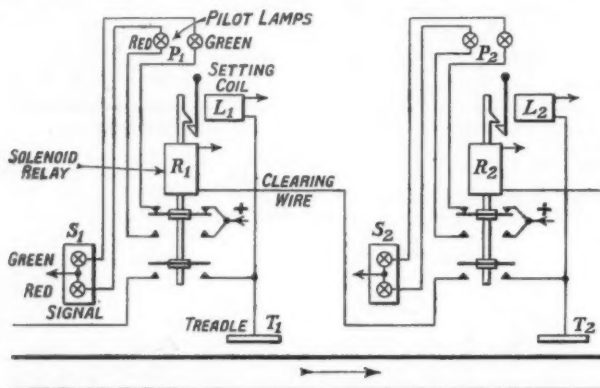 PILOT LAMPS
RED P1 GREEN
P2
SETTING
COIL
L1
L2
SOLENOID
RELAY
R1
R2
CLEARING
WIRE
+
+
S1
S2
GREEN
RED
SIGNAL
TREADLE T1
T2